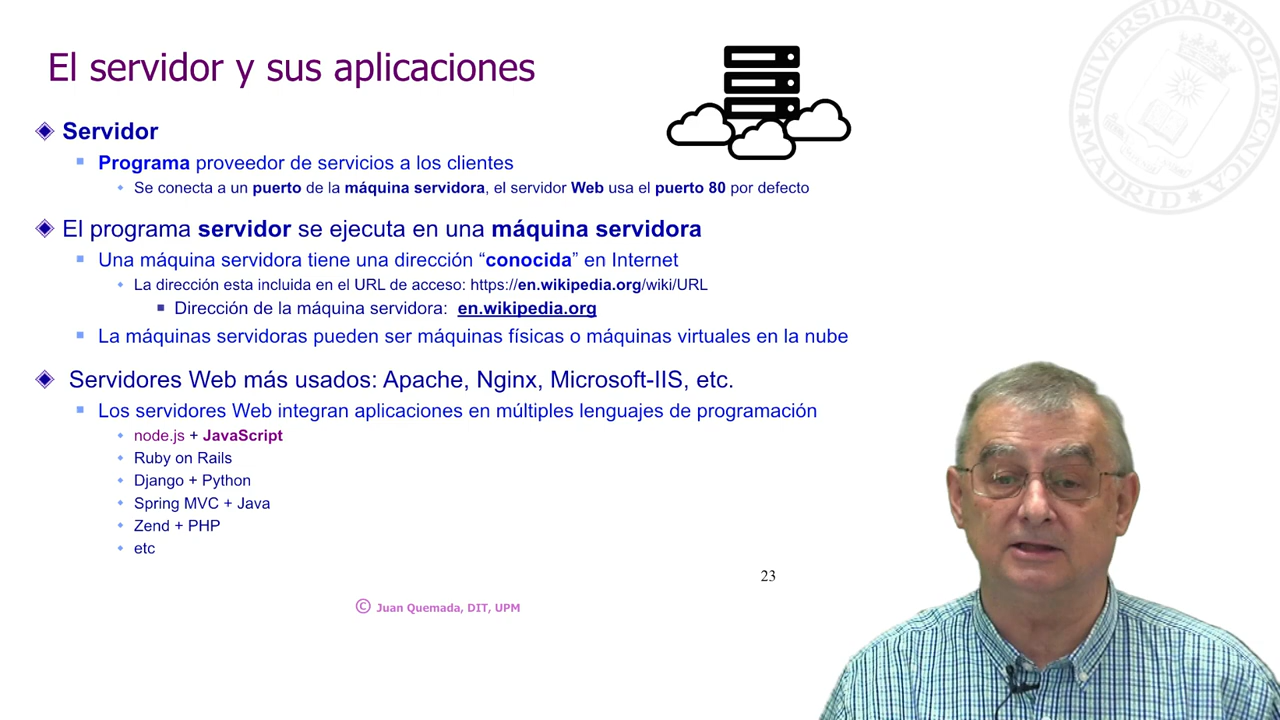 El servidor y sus aplicaciones
Servidor
Programa proveedor de servicios a los clientes
Se conecta a un puerto de la máquina servidora, el servidor Web usa el puerto 80 por defecto
El programa servidor se ejecuta en una máquina servidora
Una máquina servidora tiene una dirección “conocida” en Internet
La dirección esta incluida en el URL de acceso: https://en.wikipedia.org/wiki/URL
Dirección de la máquina servidora: en.wikipedia.org
La máquinas servidoras pueden ser máquinas físicas o máquinas virtuales en la nube
Servidores Web más usados: Apache, Nginx, Microsoft-IIS, etc.
Los servidores Web integran aplicaciones en múltiples lenguajes de programación
node.js + JavaScript
Ruby on Rails
Django + Python
Spring MVC + Java
Zend + PHP
etc
23
© Juan Quemada, DIT, UPM
UNIVERSIDAD POLITECNICA
MADRID